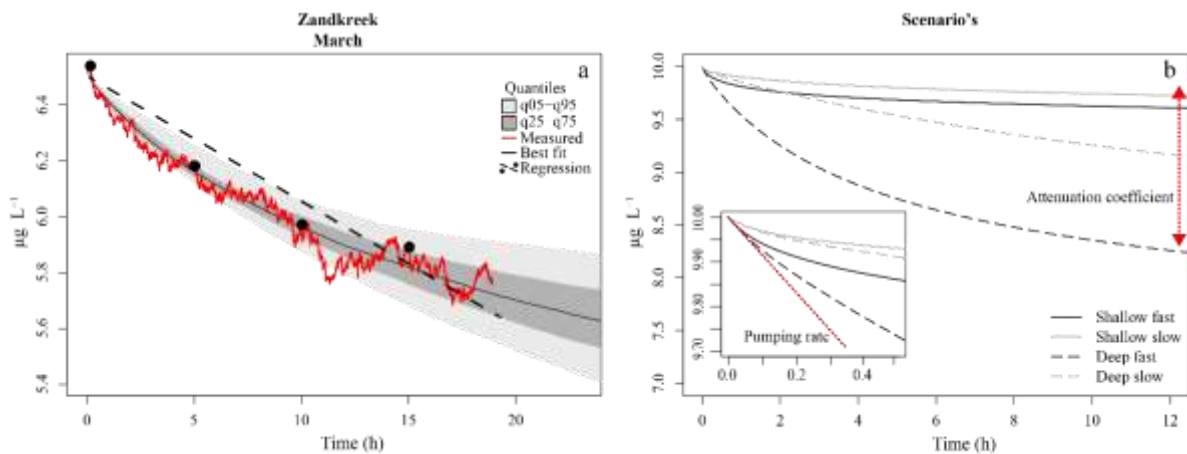 Zandkreek
March
a
Quantiles
q05−q95
q25 q75
Measured
Best fit
Regression
µg L⁻¹
6.4
6.2
6.0
5.8
5.6
5.4
0
5
10
15
20
Time (h)
Scenario's
b
µg L⁻¹
10.0
9.5
9.0
8.5
8.0
7.5
7.0
Attenuation coefficient
10.00
9.90
9.80
9.70
Pumping rate
0.0
0.2
0.4
Shallow fast
Shallow slow
Deep fast
Deep slow
0
2
4
6
8
10
12
Time (h)